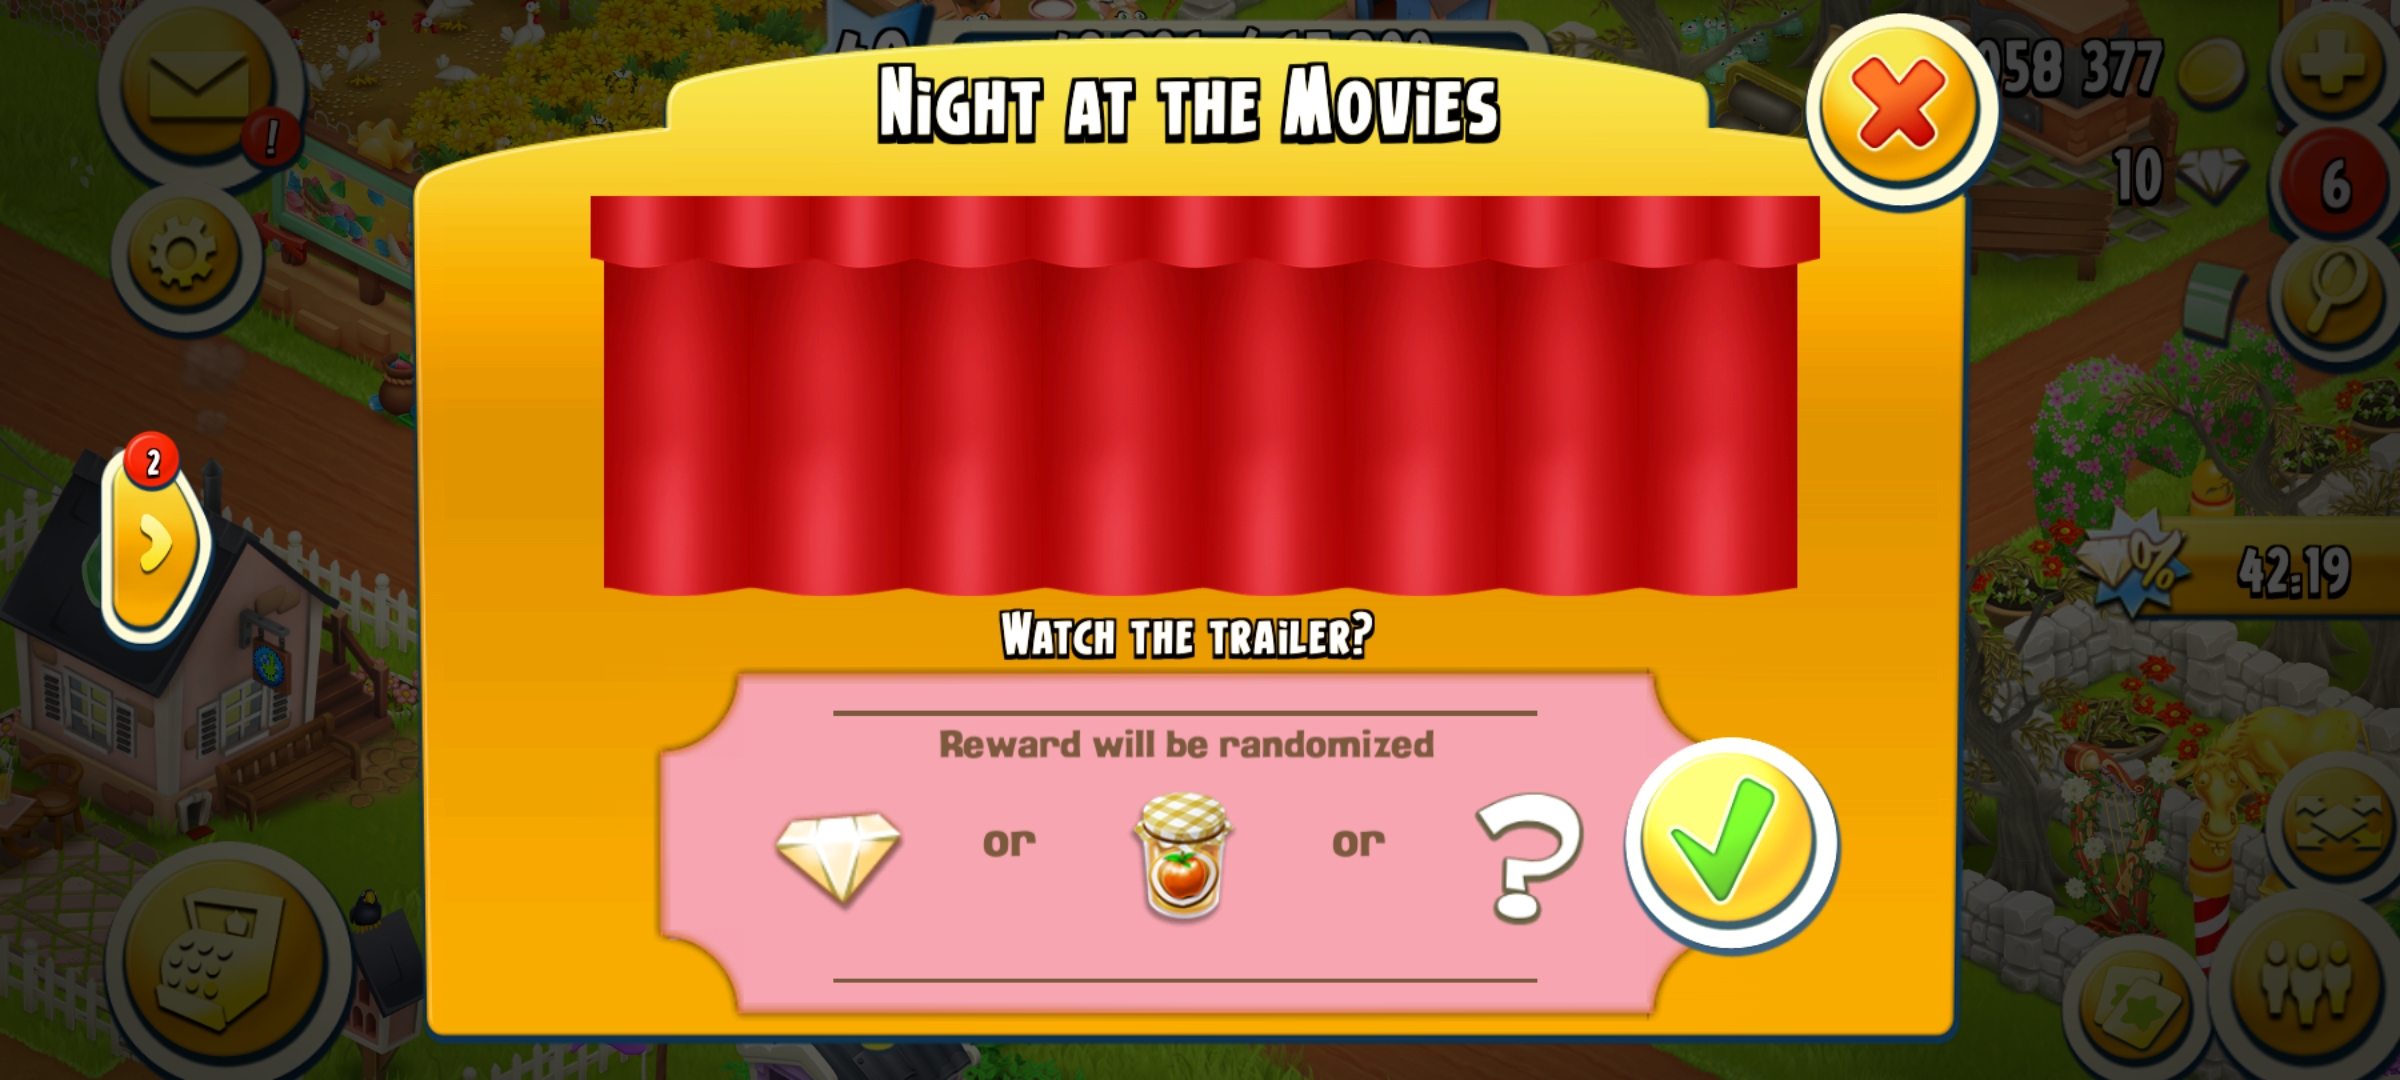 Night at the Movies
058 377
10
6
!
2
Watch the trailer?
42:19
%
Reward will be randomized
or
or
?